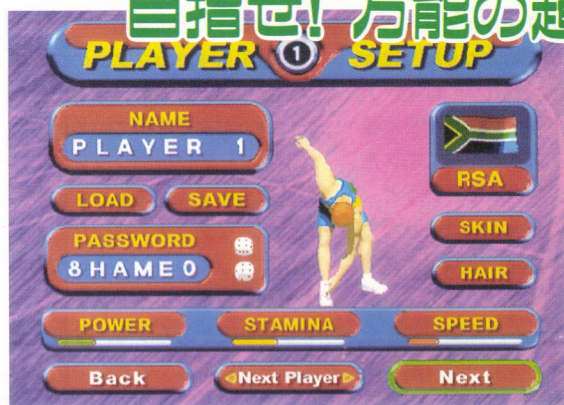 目指せ!万能の超
PLAYER 1 SETUP
NAME
PLAYER 1
RSA
LOAD SAVE
SKIN
PASSWORD
8HAME0
HAIR
POWER STAMINA SPEED
Back Next Player Next